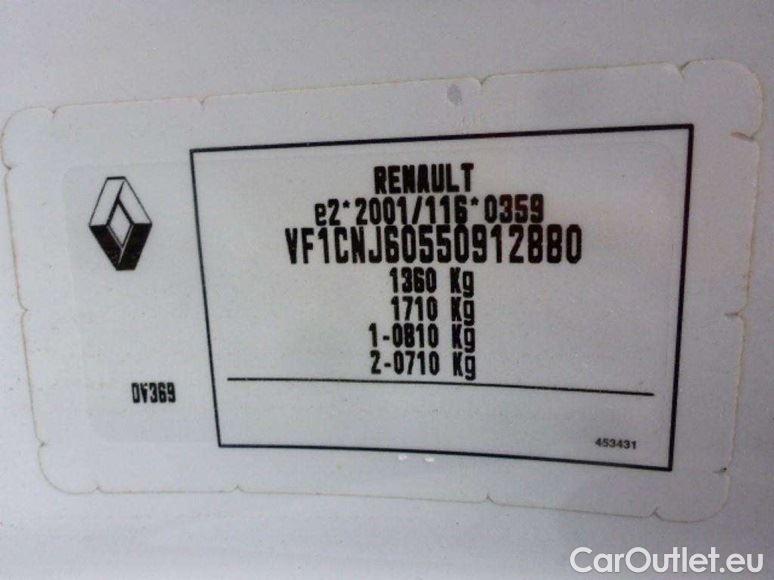 RENAULT
e2*2001/116*0359
VF1CNJ60550912880
1360 Kg
1710 Kg
1-0810 Kg
2-0710 Kg
DV369
453431
CarOutlet.eu